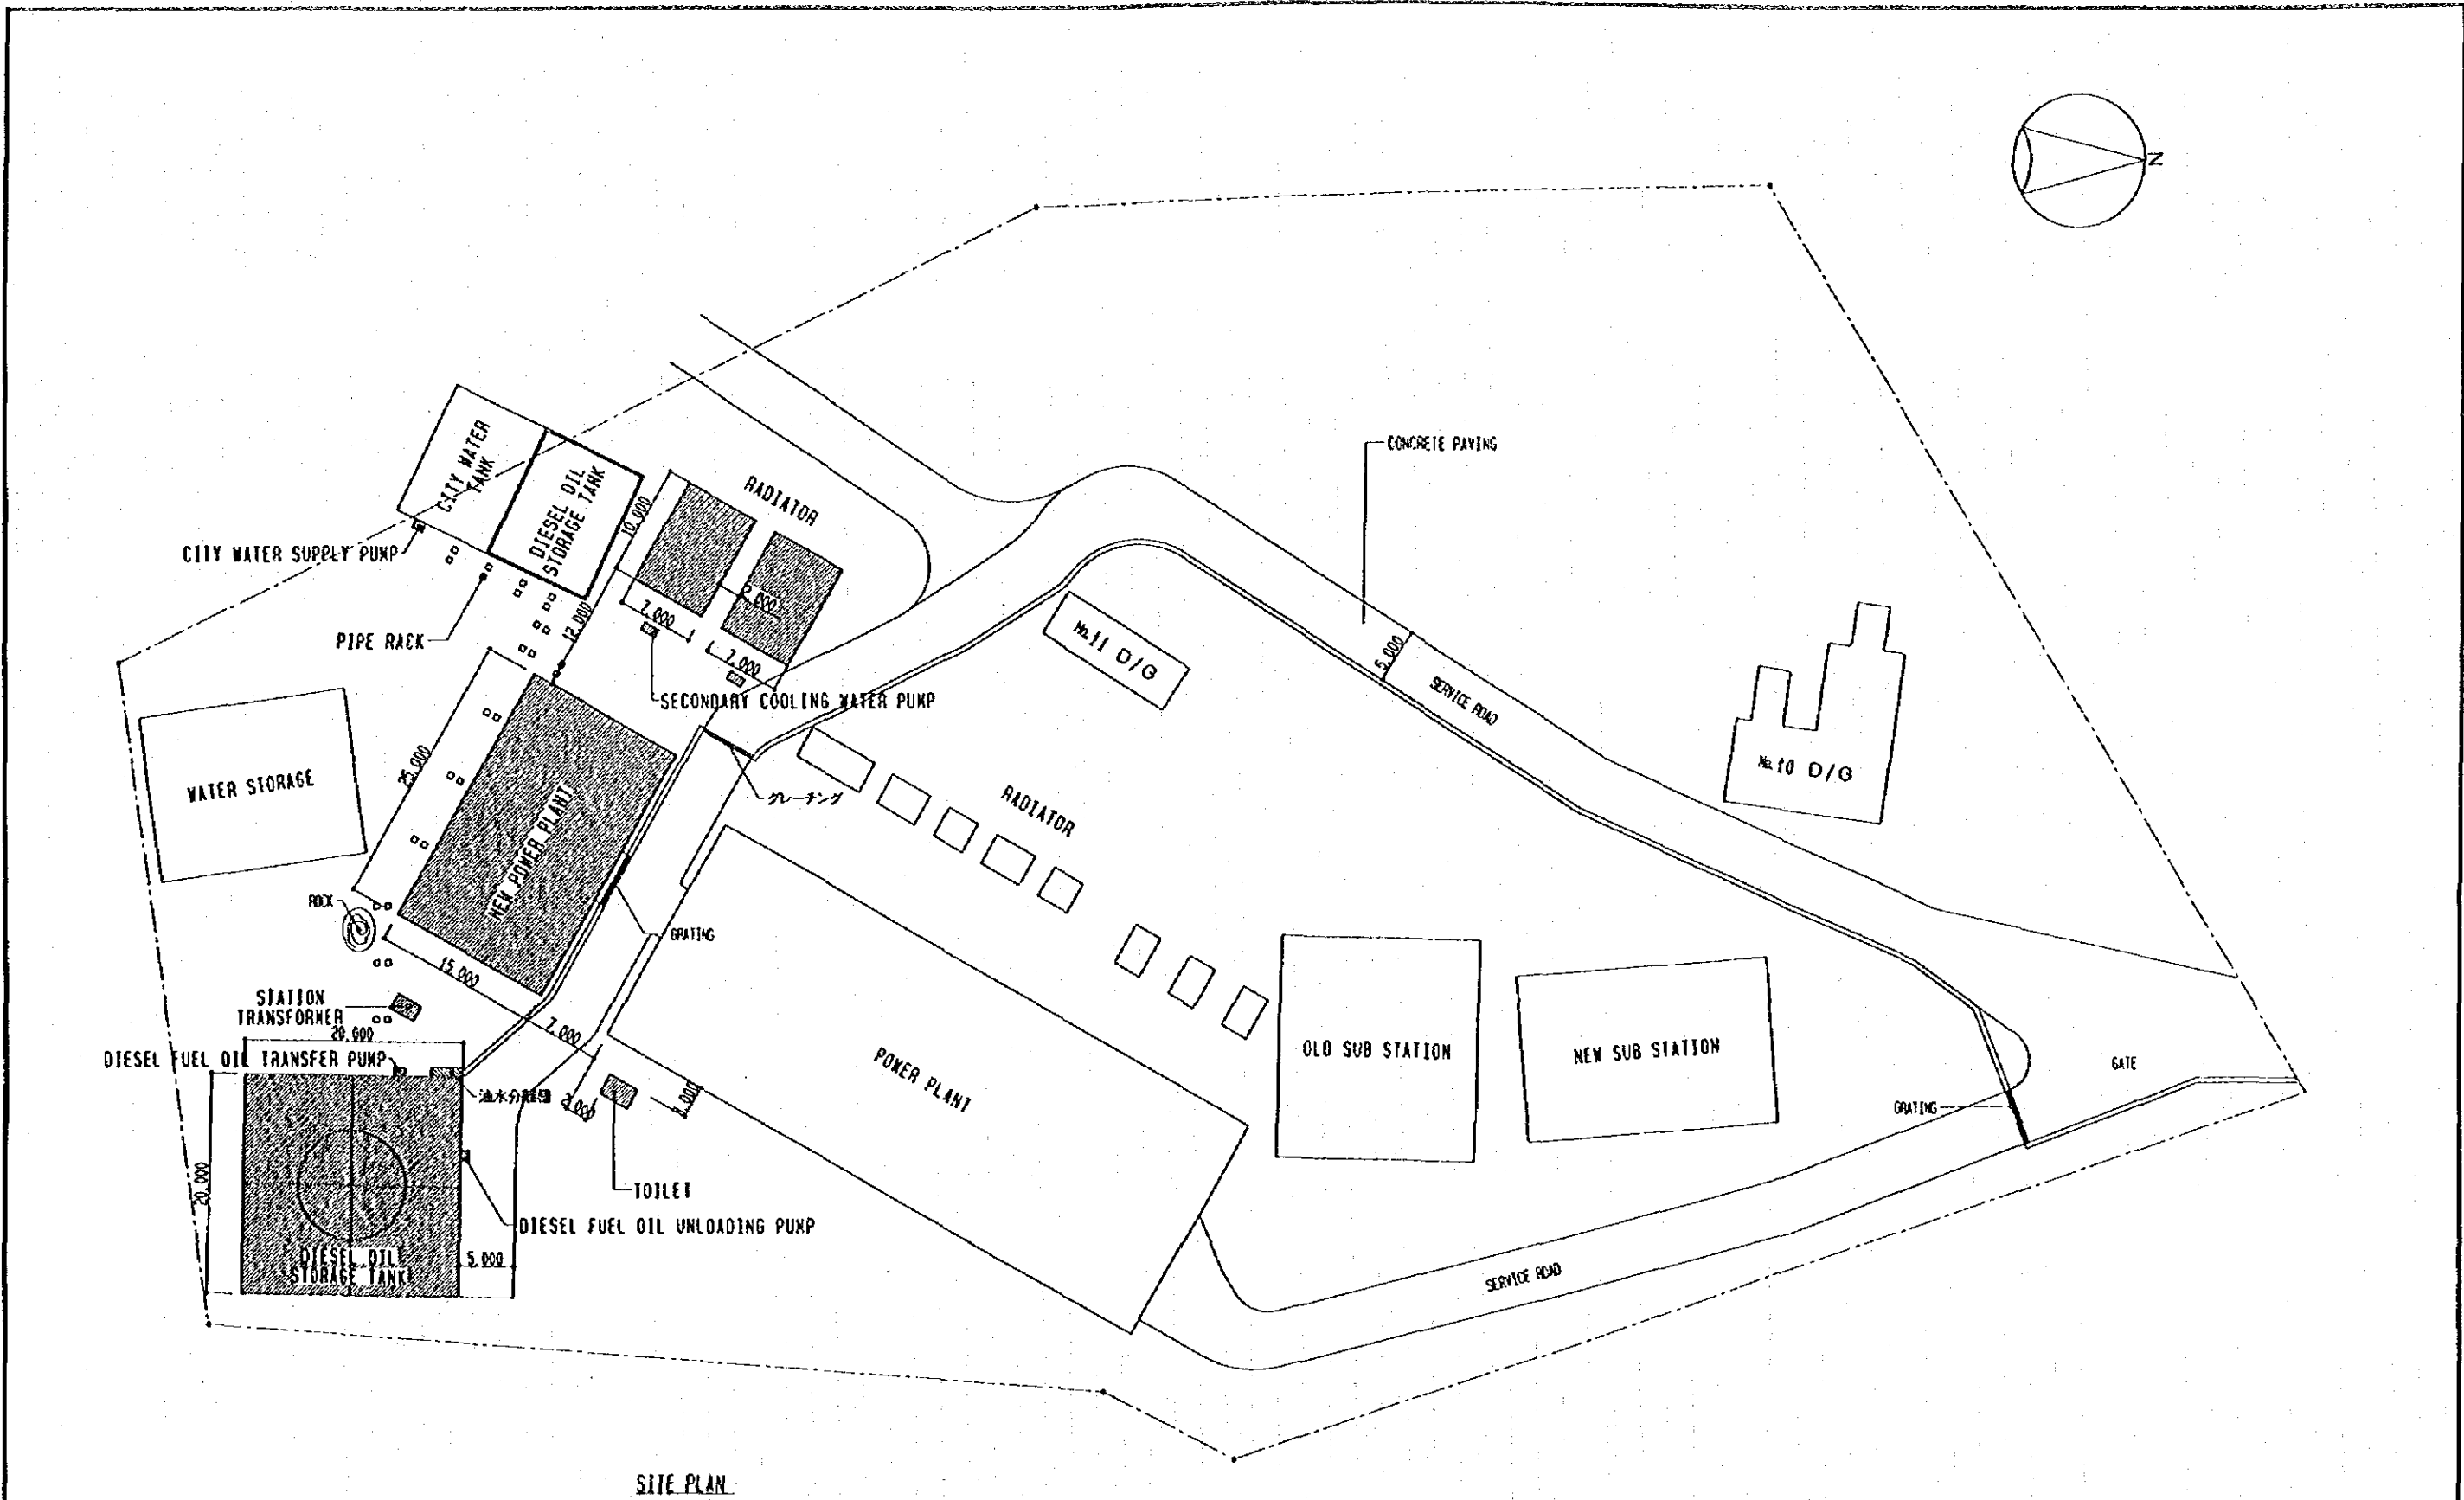 N
CONCRETE PAVING
CITY WATER
TANK
DIESEL OIL
STORAGE TANK
10.000
RADIATOR
CITY WATER SUPPLY PUMP
PIPE RACK
12.000
7.000
2.000
7.000
SECONDARY COOLING WATER PUMP
No.11 D/G
5.000
SERVICE ROAD
No.10 D/G
WATER STORAGE
25.000
NEW POWER PLANT
グレーチング
RADIATOR
ROCK
GRATING
15.000
STATION
TRANSFORMER
20.000
7.000
DIESEL FUEL OIL TRANSFER PUMP
2.000
POWER PLANT
OLD SUB STATION
NEW SUB STATION
GATE
GRATING
20.000
TOILET
DIESEL FUEL OIL UNLOADING PUMP
DIESEL OIL
STORAGE TANK
5.000
SERVICE ROAD
SITE PLAN